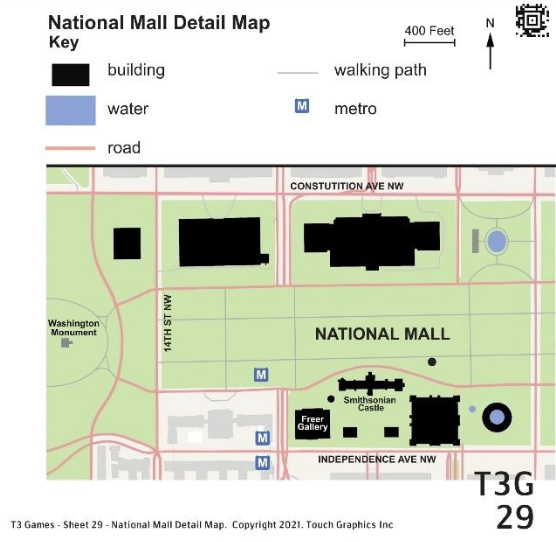 National Mall Detail Map
Key
400 Feet
N
building
walking path
water
M
metro
road
CONSTUTITION AVE NW
14TH ST NW
Washington
Monument
NATIONAL MALL
M
Smithsonian
Castle
Freer
Gallery
M
M
INDEPENDENCE AVE NW
T3G
29
T3 Games - Sheet 29 - National Mall Detail Map. Copyright 2021. Touch Graphics Inc